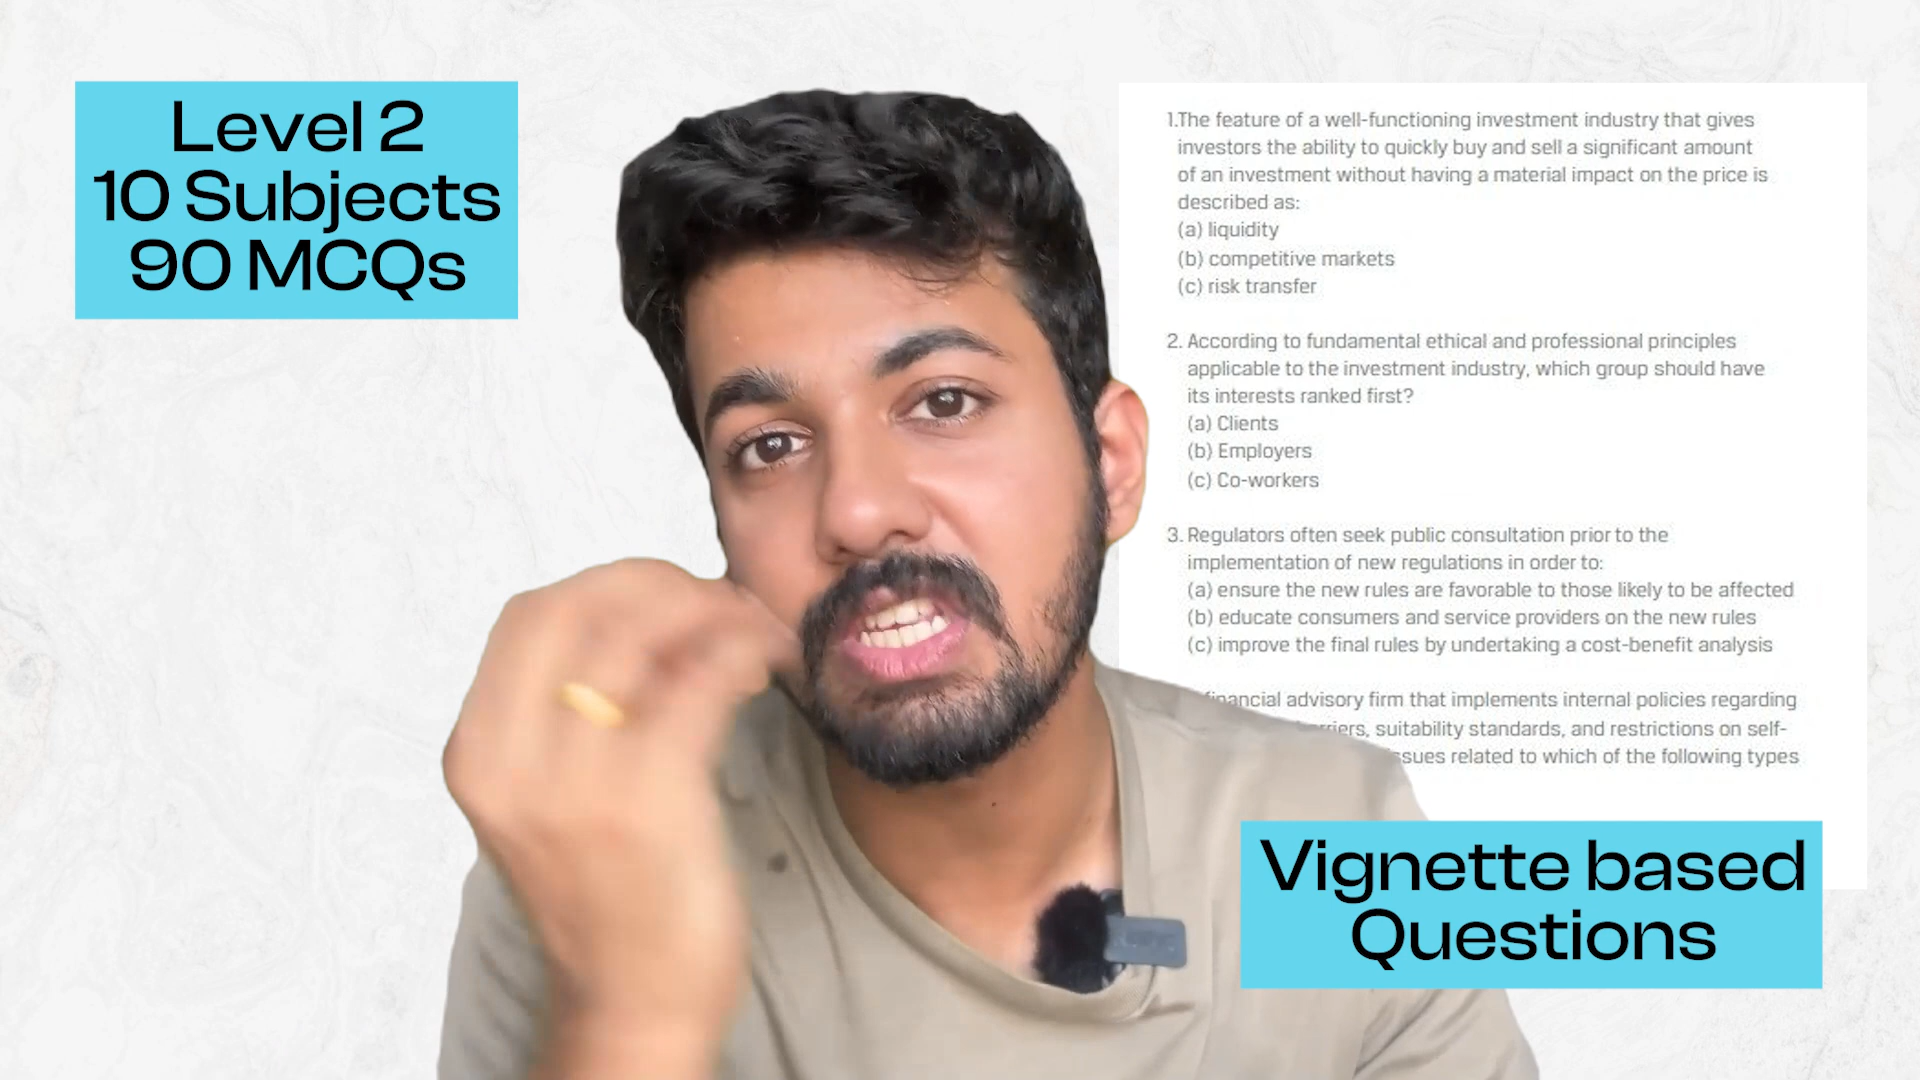 Level 2
10 Subjects
90 MCQs
1.The feature of a well-functioning investment industry that gives
investors the ability to quickly buy and sell a significant amount
of an investment without having a material impact on the price is
described as:
(a) liquidity
(b) competitive markets
(c) risk transfer
2. According to fundamental ethical and professional principles
applicable to the investment industry, which group should have
its interests ranked first?
(a) Clients
(b) Employers
(c) Co-workers
3. Regulators often seek public consultation prior to the
implementation of new regulations in order to:
(a) ensure the new rules are favorable to those likely to be affected
(b) educate consumers and service providers on the new rules
(c) improve the final rules by undertaking a cost-benefit analysis
advisory firm that implements internal policies regarding
suitability standards, and restrictions on self-
related to which of the following types
Vignette based
Questions